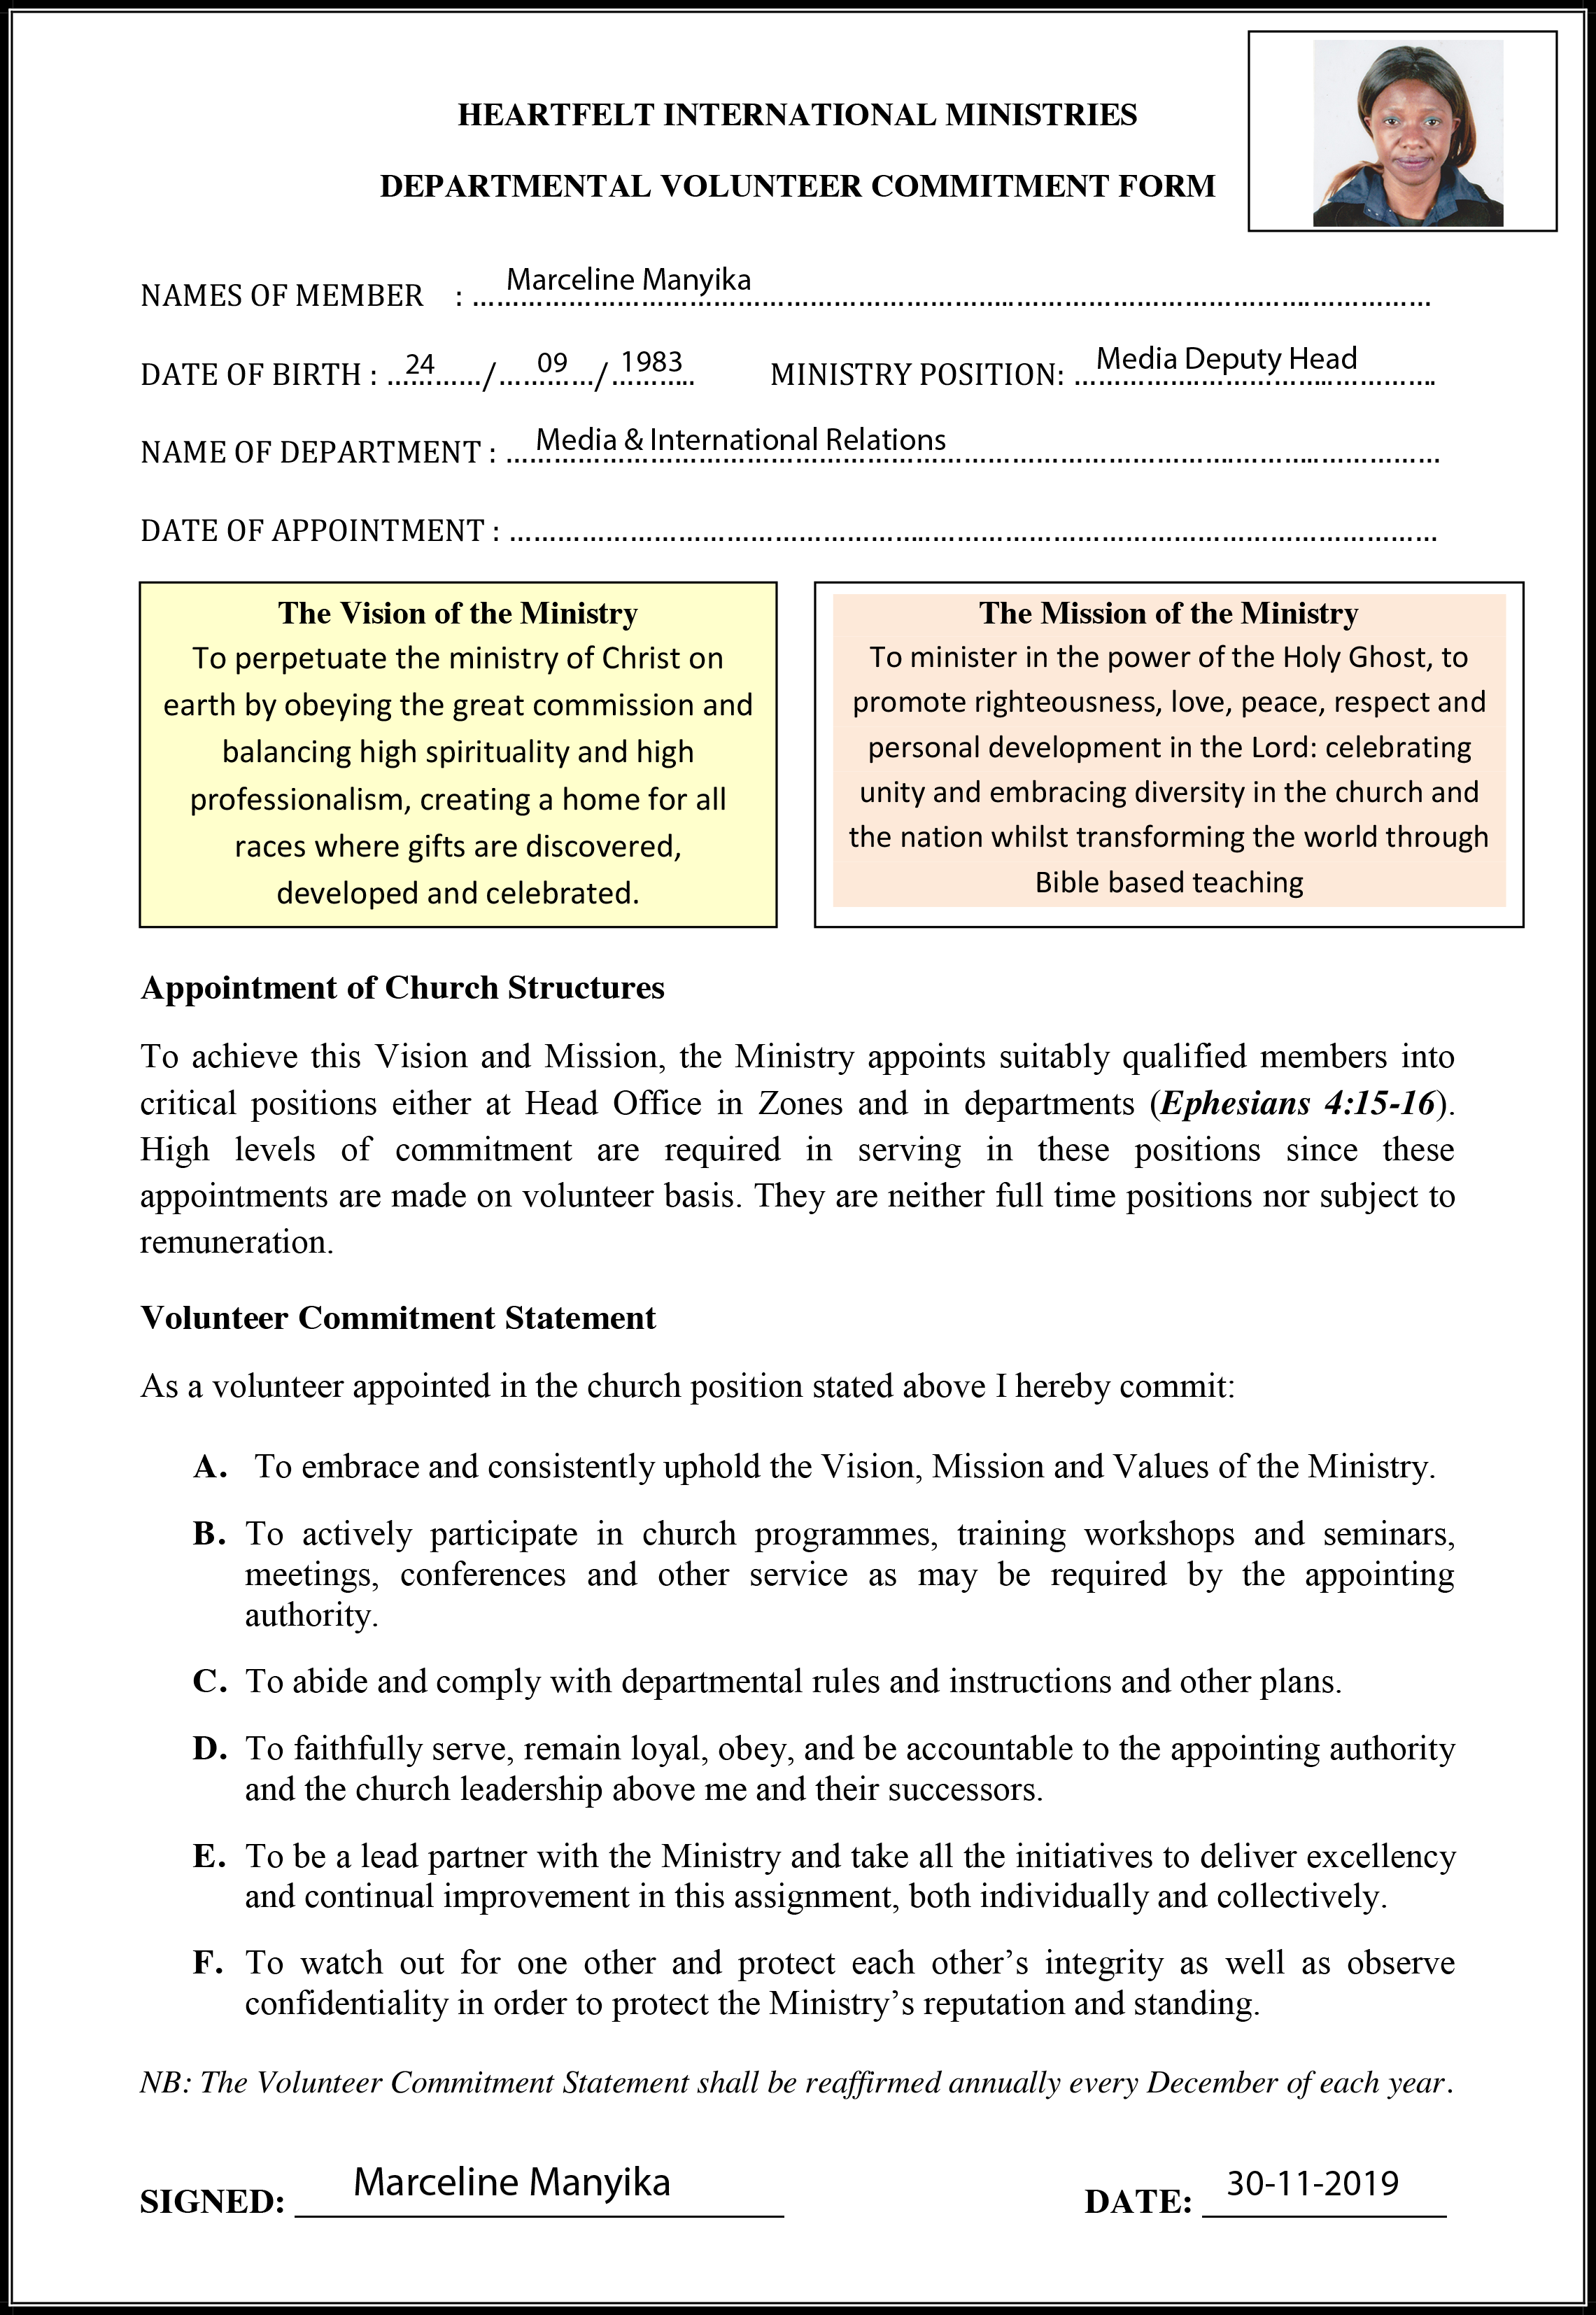 HEARTFELT INTERNATIONAL MINISTRIES
DEPARTMENTAL VOLUNTEER COMMITMENT FORM
NAMES OF MEMBER : Marceline Manyika
DATE OF BIRTH : 24 / 09 / 1983 MINISTRY POSITION: Media Deputy Head
NAME OF DEPARTMENT : Media & International Relations
DATE OF APPOINTMENT : ……………………………………………………………………………………
The Vision of the Ministry
To perpetuate the ministry of Christ on
earth by obeying the great commission and
balancing high spirituality and high
professionalism, creating a home for all
races where gifts are discovered,
developed and celebrated.
The Mission of the Ministry
To minister in the power of the Holy Ghost, to
promote righteousness, love, peace, respect and
personal development in the Lord: celebrating
unity and embracing diversity in the church and
the nation whilst transforming the world through
Bible based teaching
Appointment of Church Structures
To achieve this Vision and Mission, the Ministry appoints suitably qualified members into
critical positions either at Head Office in Zones and in departments (Ephesians 4:15-16).
High levels of commitment are required in serving in these positions since these
appointments are made on volunteer basis. They are neither full time positions nor subject to
remuneration.
Volunteer Commitment Statement
As a volunteer appointed in the church position stated above I hereby commit:
A. To embrace and consistently uphold the Vision, Mission and Values of the Ministry.
B. To actively participate in church programmes, training workshops and seminars,
meetings, conferences and other service as may be required by the appointing
authority.
C. To abide and comply with departmental rules and instructions and other plans.
D. To faithfully serve, remain loyal, obey, and be accountable to the appointing authority
and the church leadership above me and their successors.
E. To be a lead partner with the Ministry and take all the initiatives to deliver excellency
and continual improvement in this assignment, both individually and collectively.
F. To watch out for one other and protect each other’s integrity as well as observe
confidentiality in order to protect the Ministry’s reputation and standing.
NB: The Volunteer Commitment Statement shall be reaffirmed annually every December of each year.
SIGNED: Marceline Manyika DATE: 30-11-2019